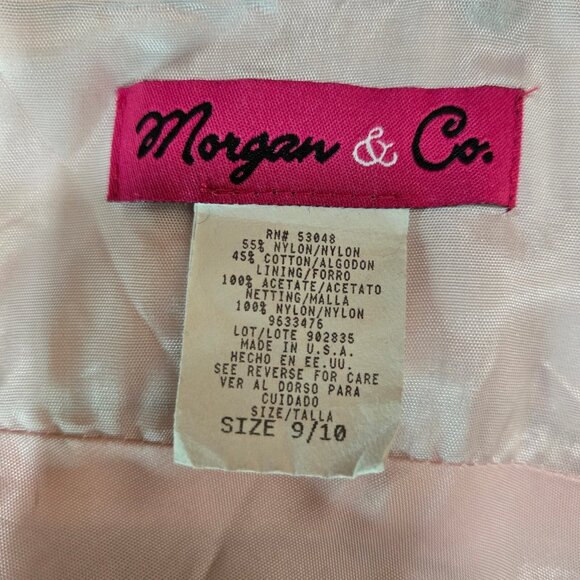 Morgan & Co.
RN# 53048
55% NYLON/NYLON
45% COTTON/ALGODON
LINING/FORRO
100% ACETATE/ACETATO
NETTING/MALLA
100% NYLON/NYLON
9633476
LOT/LOTE 902835
MADE IN U.S.A.
HECHO EN EE.UU.
SEE REVERSE FOR CARE
VER AL DORSO PARA
CUIDADO
SIZE/TALLA
SIZE 9/10